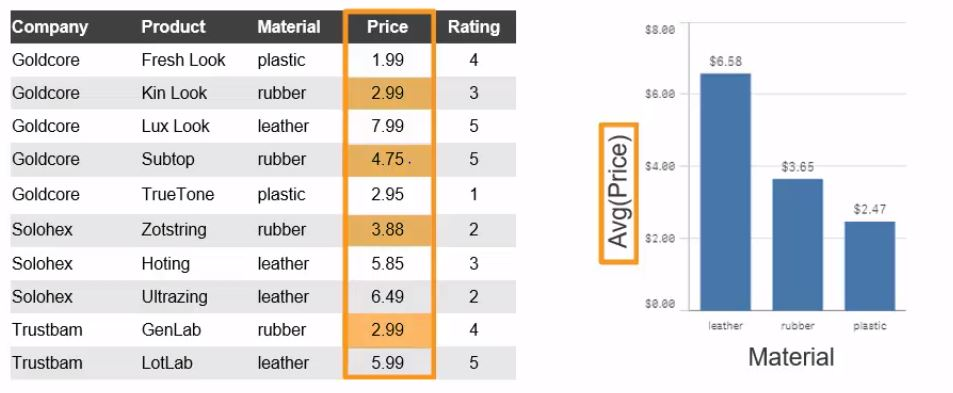 Company Product Material Price Rating
Goldcore Fresh Look plastic 1.99 4
Goldcore Kin Look rubber 2.99 3
Goldcore Lux Look leather 7.99 5
Goldcore Subtop rubber 4.75 5
Goldcore TrueTone plastic 2.95 1
Solohex Zotstring rubber 3.88 2
Solohex Hoting leather 5.85 3
Solohex Ultrazing leather 6.49 2
Trustbam GenLab rubber 2.99 4
Trustbam LotLab leather 5.99 5
Avg(Price)
$8.00
$6.00
$4.00
$2.00
$0.00
$6.58
$3.65
$2.47
leather rubber plastic
Material